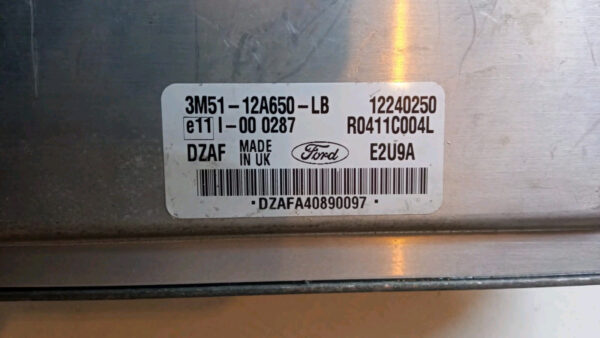 3M51-12A650-LB 12240250
e11 I-00 0287 R0411C004L
DZAF MADE IN UK Ford E2U9A
·DZAFA40890097·